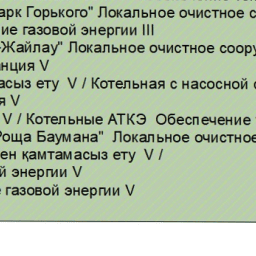 арк Горького" Локальное очистное с
ие газовой энергии III
-Жайлау" Локальное очистное соору
анция V
асыз ету V / Котельная с насосной с
я V
V / Котельные АТКЭ Обеспечение
Роща Баумана" Локальное очистное
ен қамтамасыз ету V /
й энергии V
е газовой энергии V